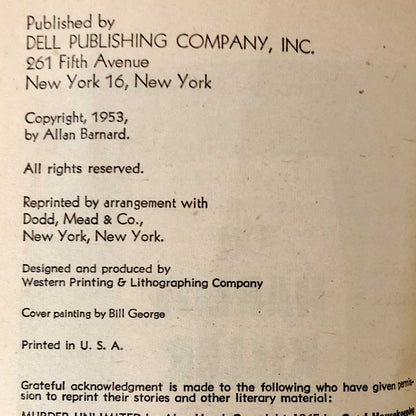 Published by
DELL PUBLISHING COMPANY, INC.
261 Fifth Avenue
New York 16, New York
Copyright, 1953,
by Allan Barnard.
All rights reserved.
Reprinted by arrangement with
Dodd, Mead & Co.,
New York, New York.
Designed and produced by
Western Printing & Lithographing Company
Cover painting by Bill George
Printed in U. S. A.
Grateful acknowledgment is made to the following who have given permis-
sion to reprint their stories and other literary material:
MURDER UNLIMITED by